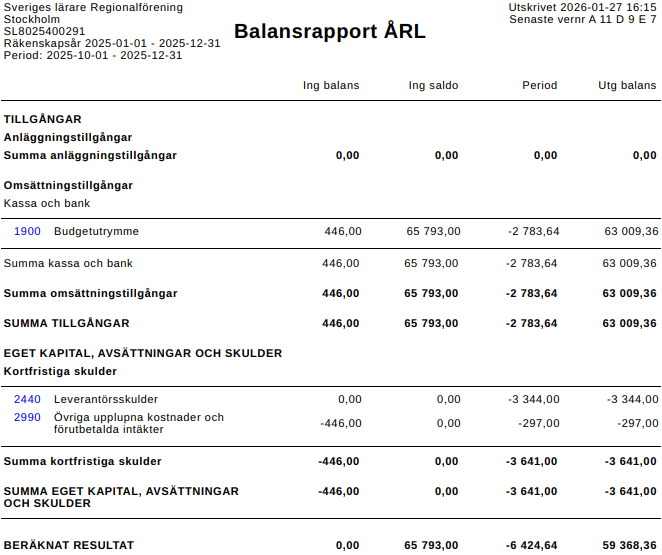 Sveriges lärare Regionalförening
Stockholm
SL8025400291
Räkenskapsår 2025-01-01 - 2025-12-31
Period: 2025-10-01 - 2025-12-31
Balansrapport ÅRL
Utskrivet 2026-01-27 16:15
Senaste vernr A 11 D 9 E 7
Ing balans Ing saldo Period Utg balans
TILLGÅNGAR
Anläggningstillgångar
Summa anläggningstillgångar 0,00 0,00 0,00 0,00
Omsättningstillgångar
Kassa och bank
1900 Budgetutrymme 446,00 65 793,00 -2 783,64 63 009,36
Summa kassa och bank 446,00 65 793,00 -2 783,64 63 009,36
Summa omsättningstillgångar 446,00 65 793,00 -2 783,64 63 009,36
SUMMA TILLGÅNGAR 446,00 65 793,00 -2 783,64 63 009,36
EGET KAPITAL, AVSÄTTNINGAR OCH SKULDER
Kortfristiga skulder
2440 Leverantörsskulder 0,00 0,00 -3 344,00 -3 344,00
2990 Övriga upplupna kostnader och
förutbetalda intäkter -446,00 0,00 -297,00 -297,00
Summa kortfristiga skulder -446,00 0,00 -3 641,00 -3 641,00
SUMMA EGET KAPITAL, AVSÄTTNINGAR -446,00 0,00 -3 641,00 -3 641,00
OCH SKULDER
BERÄKNAT RESULTAT 0,00 65 793,00 -6 424,64 59 368,36